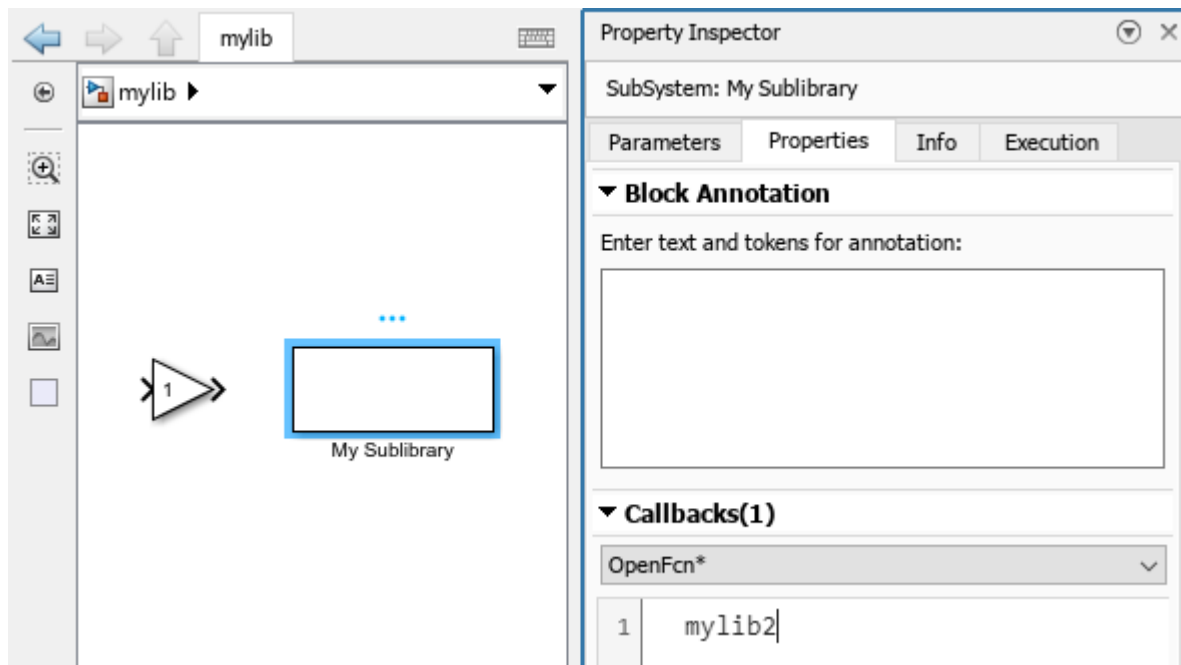 mylib
mylib
1
My Sublibrary
Property Inspector
SubSystem: My Sublibrary
Parameters Properties Info Execution
Block Annotation
Enter text and tokens for annotation:
Callbacks(1)
OpenFcn*
1 mylib2